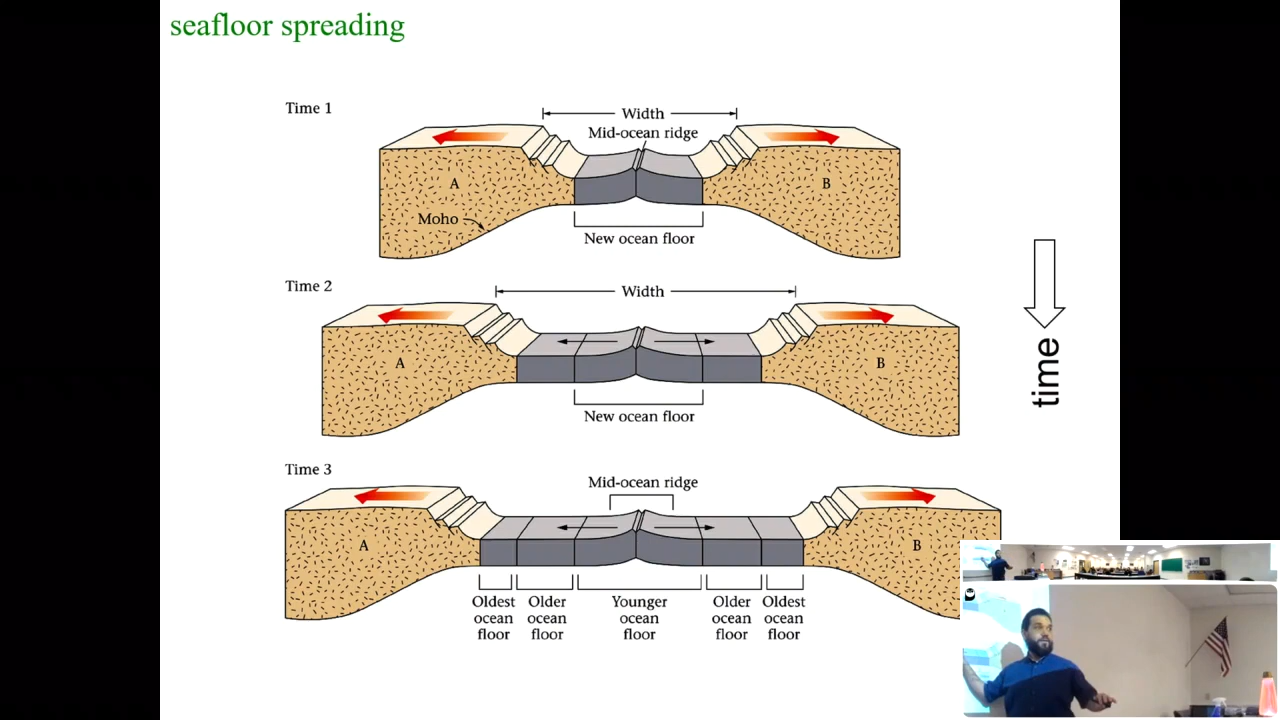 seafloor spreading
Time 1
Width
Mid-ocean ridge
A
B
Moho
New ocean floor
Time 2
Width
A
B
New ocean floor
time
Time 3
Mid-ocean ridge
A
B
Oldest
ocean
floor
Older
ocean
floor
Younger
ocean
floor
Older
ocean
floor
Oldest
ocean
floor